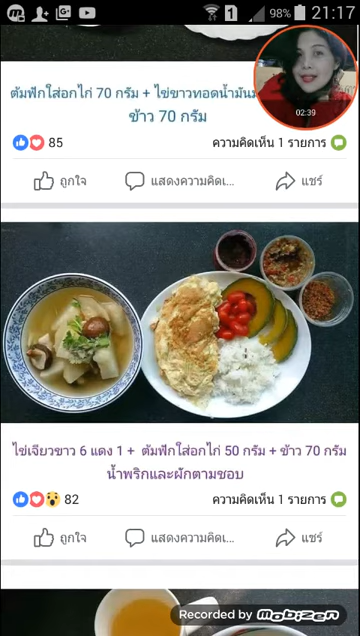 98% 21:17
ต้มฟักใส่อกไก่ 70 กรัม + ไข่ขาวทอดน้ำมัน
ข้าว 70 กรัม
02:39
85
ความคิดเห็น 1 รายการ
ถูกใจ
แสดงความคิดเ...
แชร์
ไข่เจียวขาว 6 แดง 1 + ต้มฟักใส่อกไก่ 50 กรัม + ข้าว 70 กรัม
น้ำพริกและผักตามชอบ
82
ความคิดเห็น 1 รายการ
ถูกใจ
แสดงความคิดเ...
แชร์
Recorded by mobizen